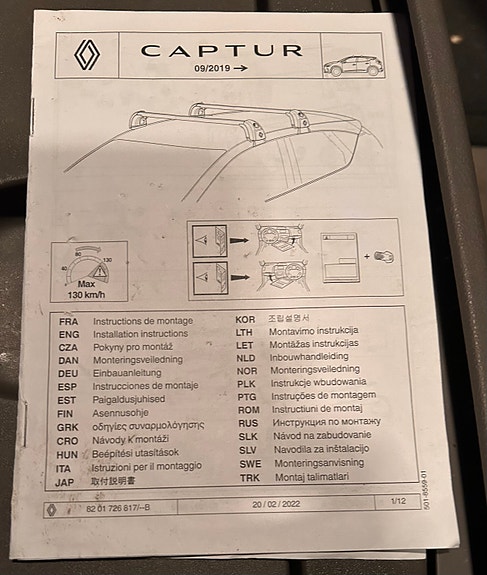 CAPTUR
09/2019
80
40
130
Max
130 km/h
+
FRA Instructions de montage
ENG Installation instructions
CZA Pokyny pro montáž
DAN Monteringsveiledning
DEU Einbauanleitung
ESP Instrucciones de montaje
EST Paigaldusjuhised
FIN Asennusohje
GRK οδηγίες συναρμολόγησης
CRO Návody K montáži
HUN Beépítési utasítások
ITA Istruzioni per il montaggio
JAP 取付説明書
KOR 조립설명서
LTH Montavimo instrukcija
LET Montāžas instrukcijas
NLD Inbouwhandleiding
NOR Monteringsveiledning
PLK Instrukcje wbudowania
PTG Instruções de montagem
ROM Instructiuni de montaj
RUS Инструкция по монтажу
SLK Návod na zabudovanie
SLV Navodila za inštalacijo
SWE Monteringsanvisning
TRK Montaj talimatlari
82 01 726 817/--B
20 / 02 / 2022
1/12
501-8559-01